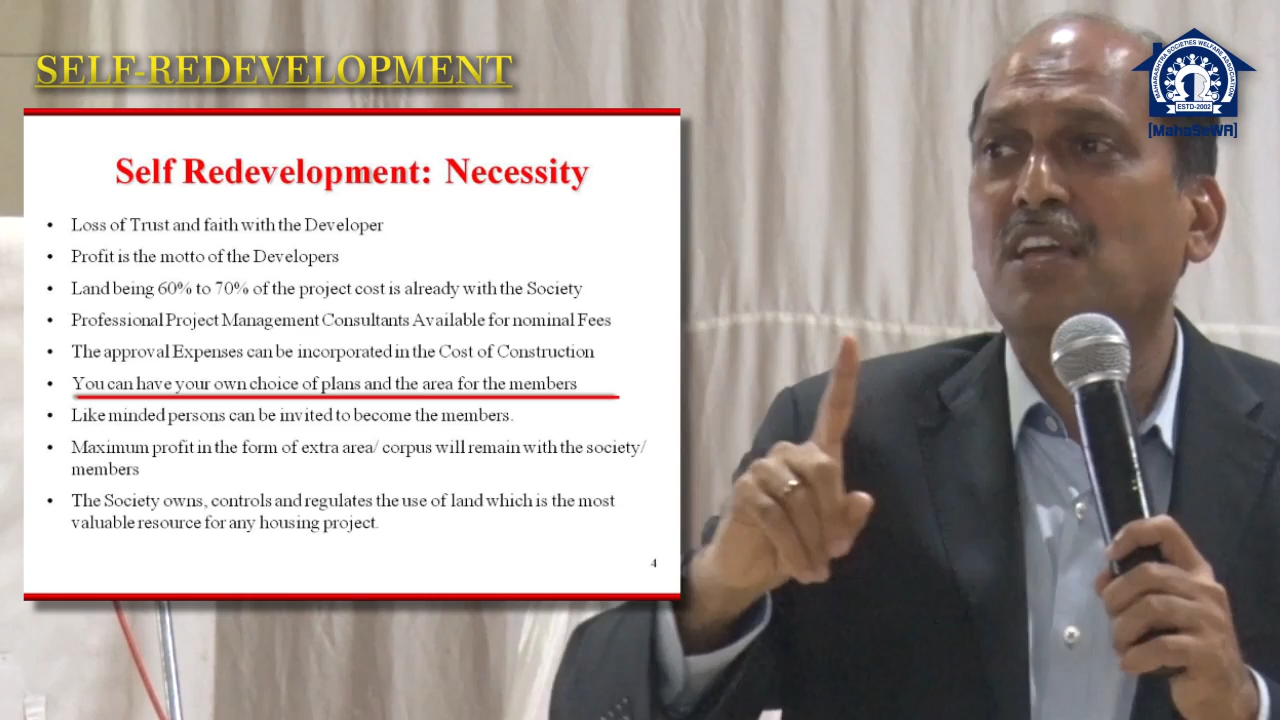 SELF-REDEVELOPMENT
Self Redevelopment: Necessity
• Loss of Trust and faith with the Developer
• Profit is the motto of the Developers
• Land being 60% to 70% of the project cost is already with the Society
• Professional Project Management Consultants Available for nominal Fees
• The approval Expenses can be incorporated in the Cost of Construction
• You can have your own choice of plans and the area for the members
• Like minded persons can be invited to become the members.
• Maximum profit in the form of extra area/ corpus will remain with the society/
members
• The Society owns, controls and regulates the use of land which is the most
valuable resource for any housing project.
4
MAHARASHTRA SOCIETIES WELFARE ASSOCIATION
ESTD-2002
[MahaSeWA]